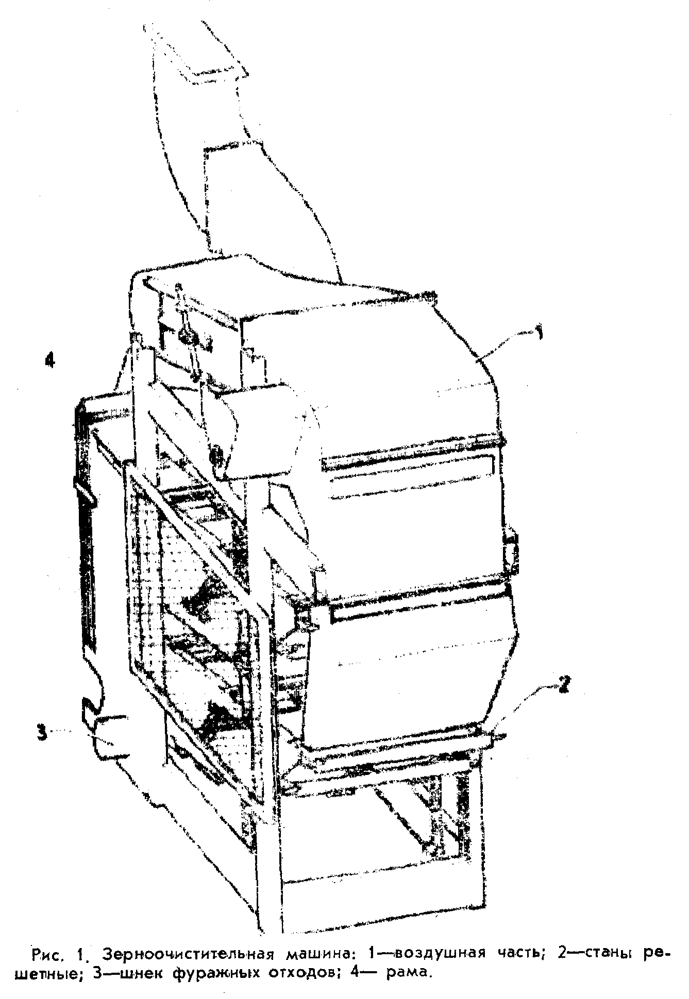 1
4
2
3
Рис. 1. Зерноочистительная машина: 1—воздушная часть; 2—станы ре-
шетные; 3—шнек фуражных отходов; 4— рама.